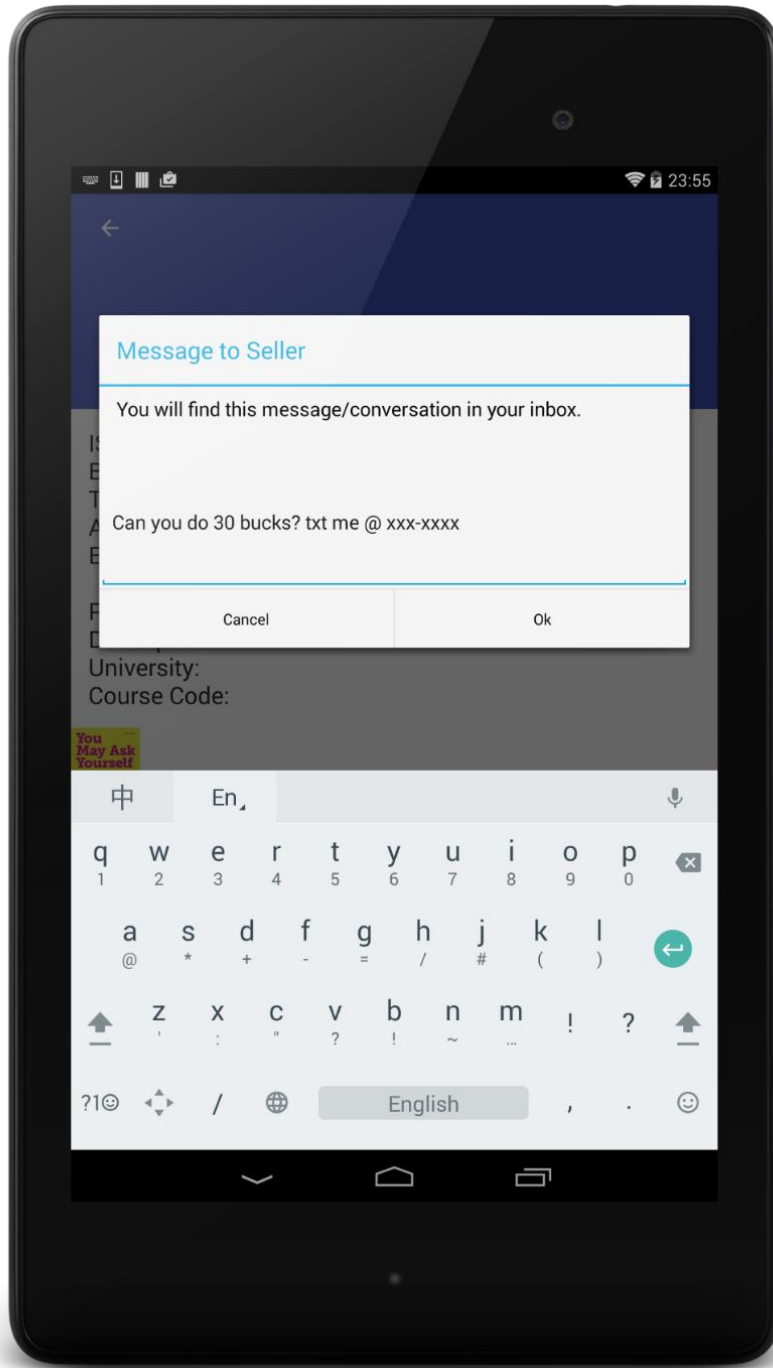 23:55
Message to Seller
You will find this message/conversation in your inbox.
Can you do 30 bucks? txt me @ xxx-xxxx
Cancel Ok
University:
Course Code:
You
May Ask
Yourself
中 En
q w e r t y u i o p
1 2 3 4 5 6 7 8 9 0
a s d f g h j k l
@ * + - = / # ( )
z x c v b n m ! ?
' : " ? ! ~ ...
?1☺ / English , .